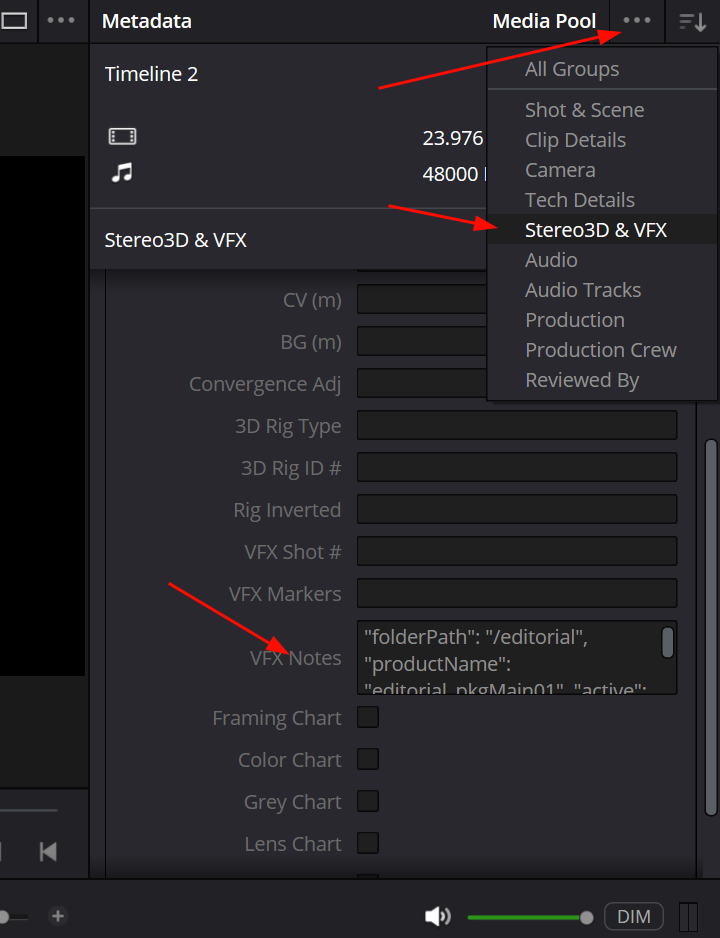 Metadata
Media Pool
Timeline 2
All Groups
Shot & Scene
23.976
Clip Details
48000
Camera
Tech Details
Stereo3D & VFX
Stereo3D & VFX
Audio
Audio Tracks
CV (m)
Production
BG (m)
Production Crew
Convergence Adj
Reviewed By
3D Rig Type
3D Rig ID #
Rig Inverted
VFX Shot #
VFX Markers
VFX Notes
"folderPath": "/editorial",
"productName":
"editorial_pkgMain01", "active":
Framing Chart
Color Chart
Grey Chart
Lens Chart
DIM